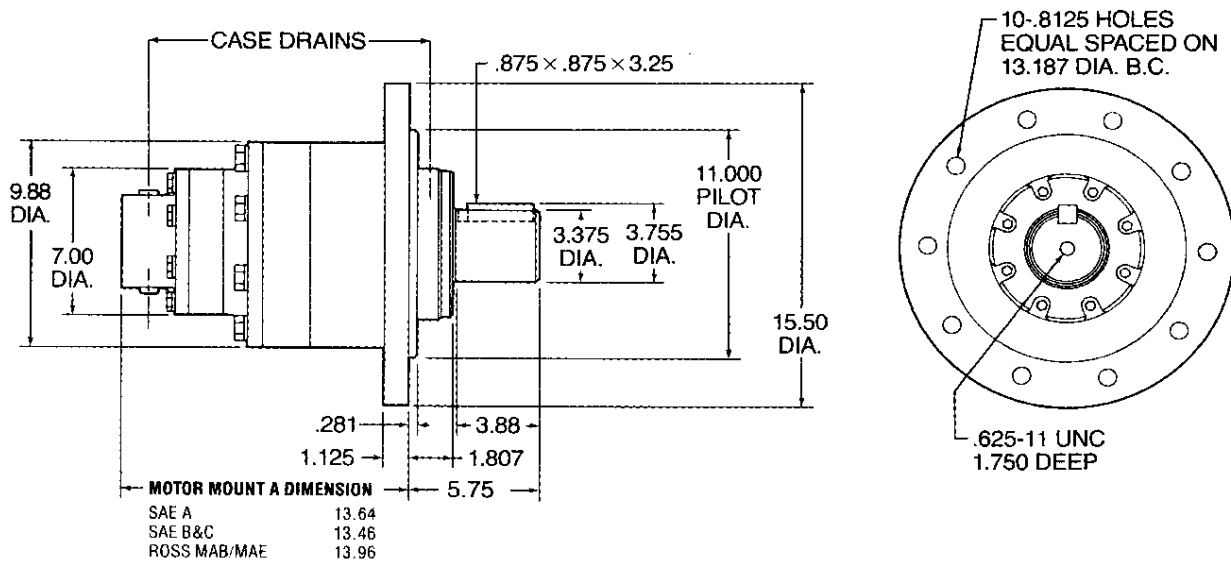 CASE DRAINS
.875 × .875 × 3.25
9.88
DIA.
7.00
DIA.
11.000
PILOT
DIA.
3.375
DIA.
3.755
DIA.
15.50
DIA.
.281
3.88
1.125
1.807
MOTOR MOUNT A DIMENSION
5.75
SAE A 13.64
SAE B&C 13.46
ROSS MAB/MAE 13.96
10-.8125 HOLES
EQUAL SPACED ON
13.187 DIA. B.C.
.625-11 UNC
1.750 DEEP